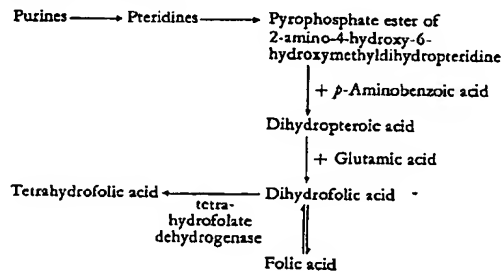 Purines Pteridines Pyrophosphate ester of
2-amino-4-hydroxy-6-
hydroxymethyldihydropteridine
+ p-Aminobenzoic acid
Dihydropteroic acid
+ Glutamic acid
Tetrahydrofolic acid Dihydrofolic acid
tetra-
hydrofolate
dehydrogenase
Folic acid